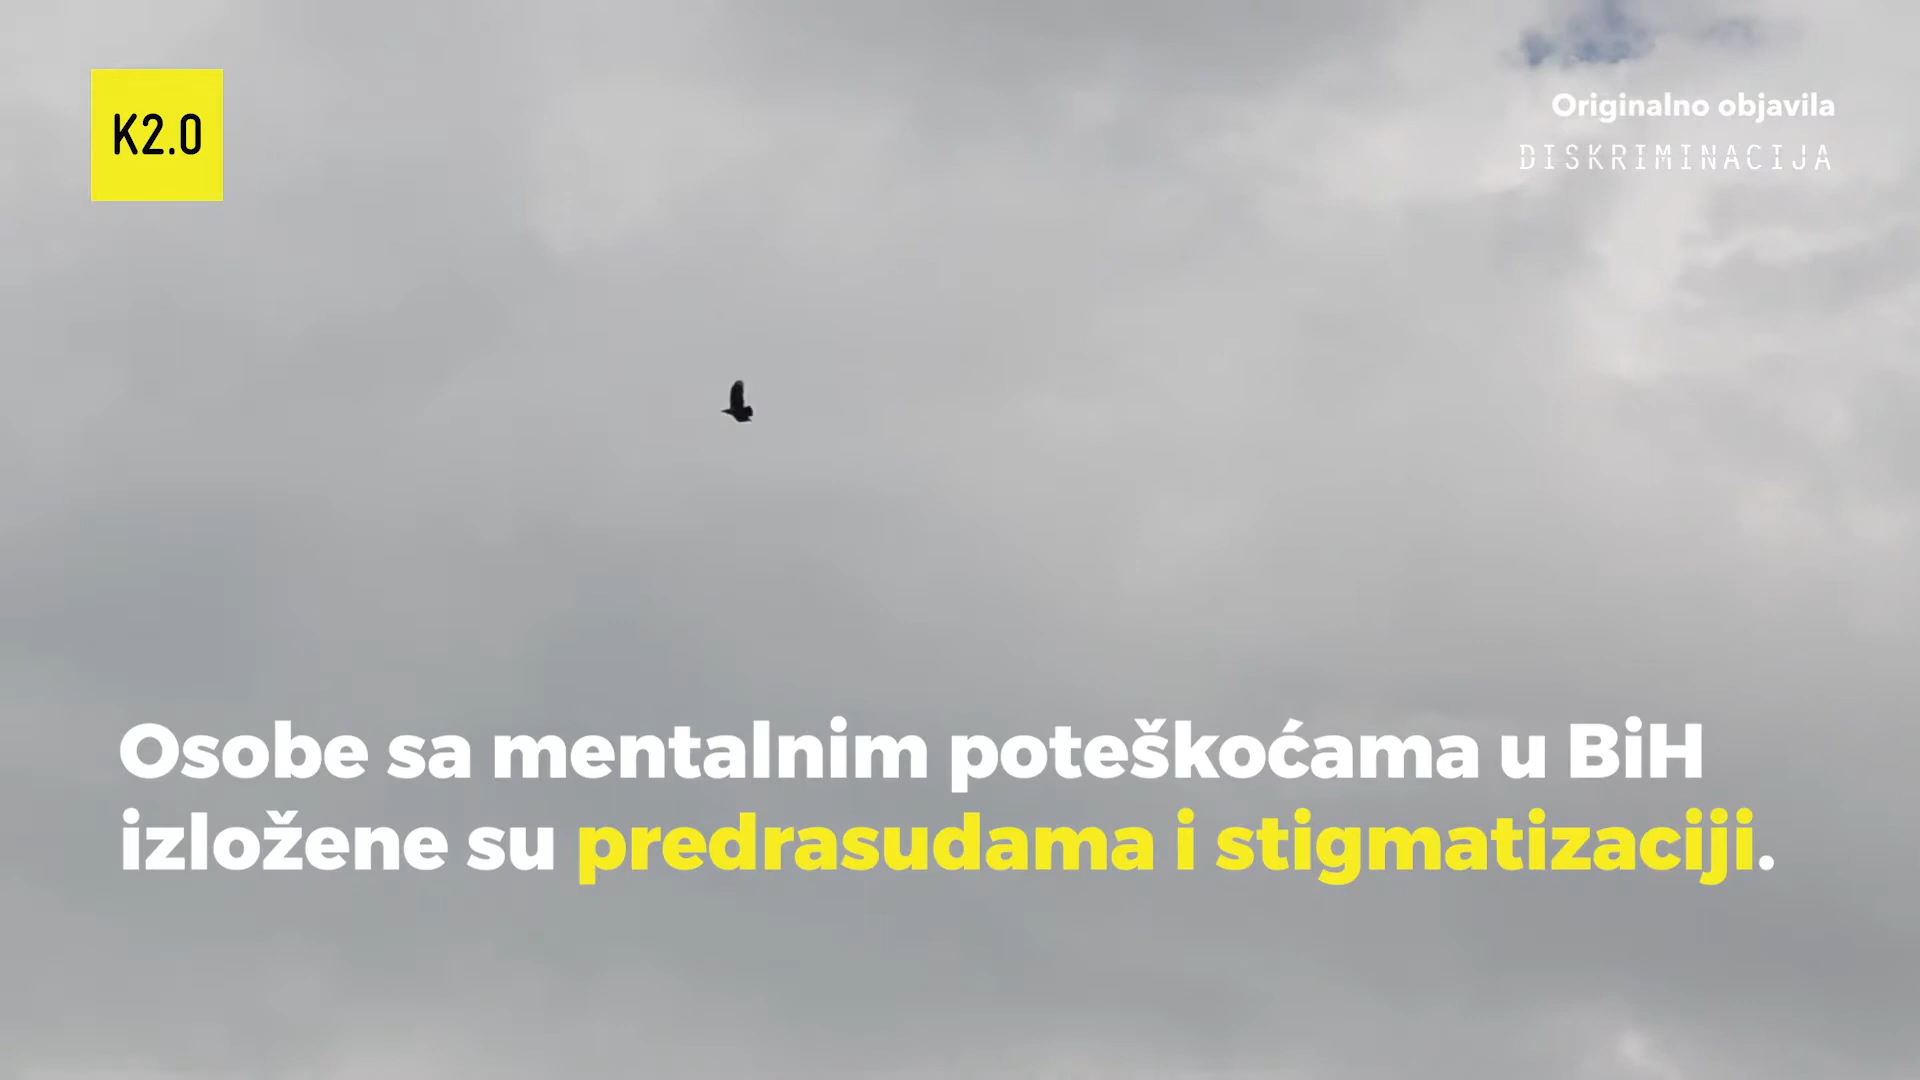 K2.0
Originalno objavila
DISKRIMINACIJA
Osobe sa mentalnim poteškoćama u BiH
izložene su predrasudama i stigmatizaciji.